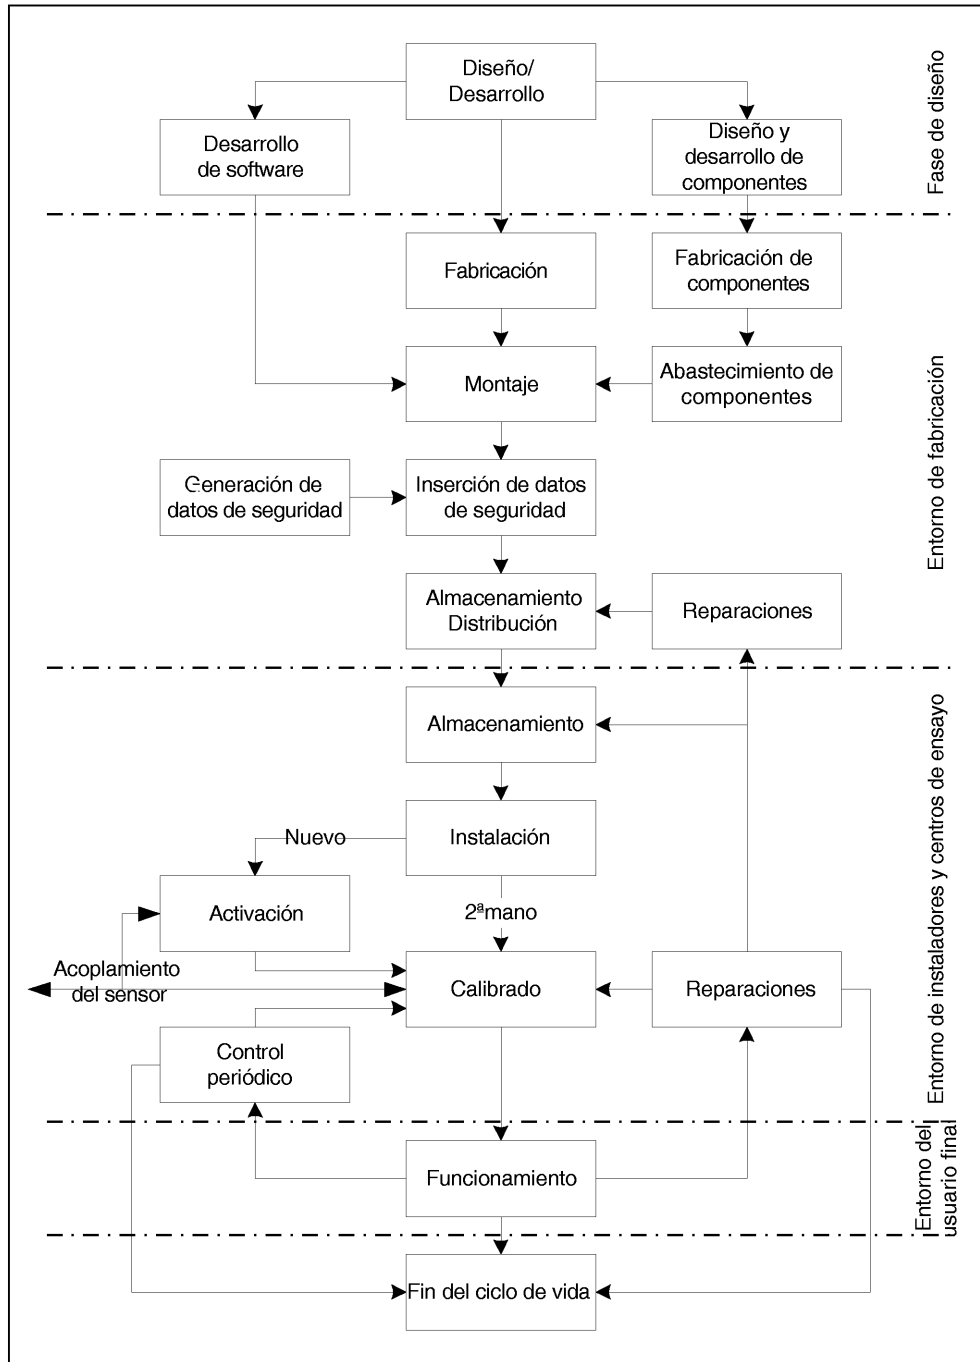 Diseño/
Desarrollo
Desarrollo
de software
Diseño y
desarrollo de
componentes
Fase de diseño
Fabricación
Fabricación de
componentes
Montaje
Abastecimiento de
componentes
Generación de
datos de seguridad
Inserción de datos
de seguridad
Entorno de fabricación
Almacenamiento
Distribución
Reparaciones
Almacenamiento
Nuevo
Instalación
Activación
2ªmano
Acoplamiento
del sensor
Calibrado
Reparaciones
Control
periódico
Entorno de instaladores y centros de ensayo
Funcionamiento
Entorno del
usuario final
Fin del ciclo de vida